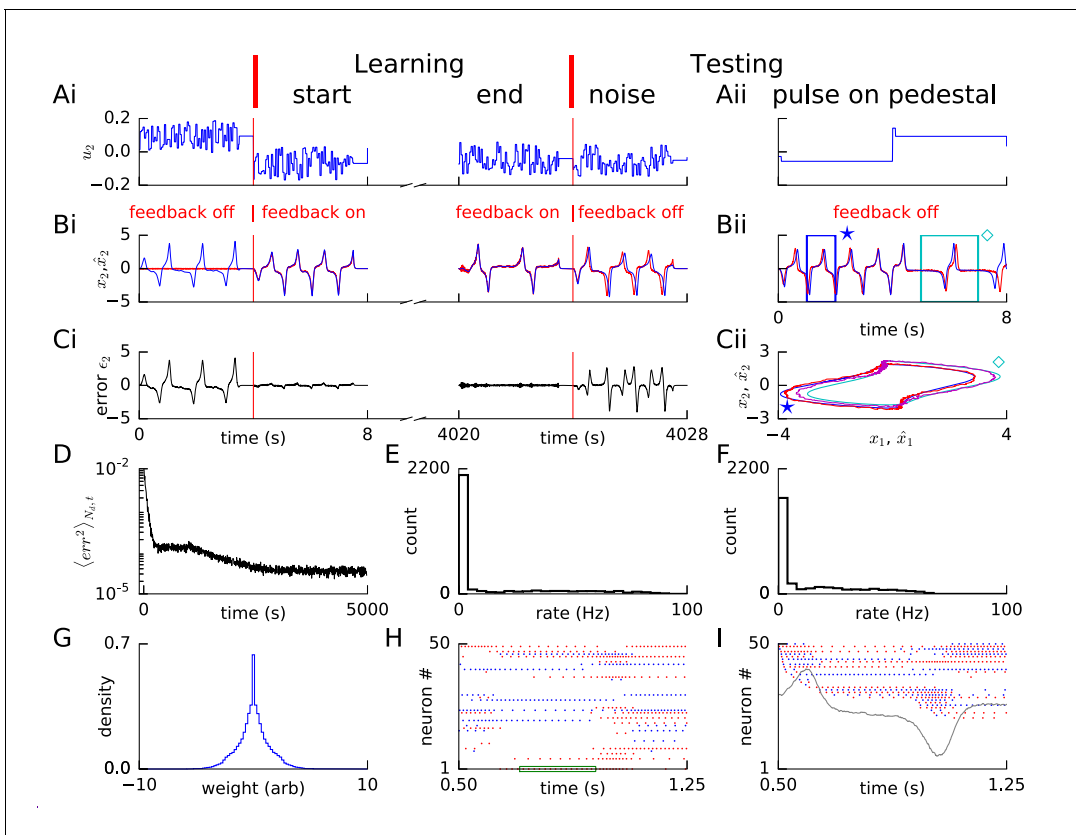 Learning Testing
Ai start end noise Aii pulse on pedestal
0.2
0.0
−0.2
u₂
feedback off feedback on feedback on feedback off feedback off
Bi Bii
5
0
−5
x₂,x̂₂
0 8
time (s)
Ci Cii
5
0
−5
error ϵ₂
0 8 4020 4028
time (s) time (s)
3
0
−3
x₂, x̂₂
−4 4
x₁, x̂₁
D E F
10⁻²
10⁻⁵
⟨err²⟩_{N_d,t}
0 5000
time (s)
2200
0
count
0 100
rate (Hz)
2200
0
count
0 100
rate (Hz)
G H I
0.7
0.0
density
−10 10
weight (arb)
50
1
neuron #
0.50 1.25
time (s)
50
1
neuron #
0.50 1.25
time (s)